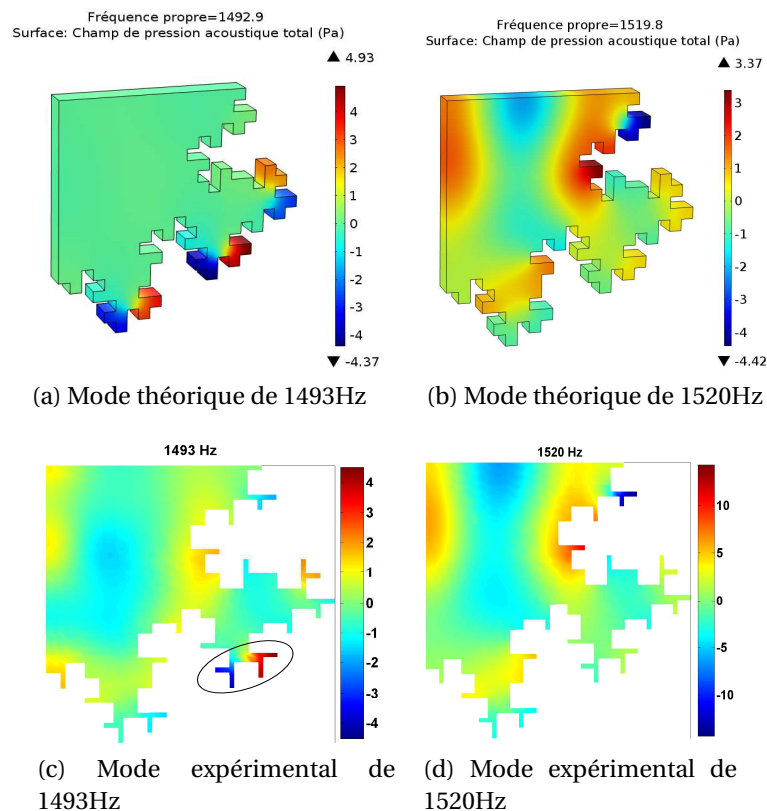 Fréquence propre=1492.9
Surface: Champ de pression acoustique total (Pa)
▲ 4.93
4
3
2
1
0
-1
-2
-3
-4
▼ -4.37
(a) Mode théorique de 1493Hz
Fréquence propre=1519.8
Surface: Champ de pression acoustique total (Pa)
▲ 3.37
3
2
1
0
-1
-2
-3
-4
▼ -4.42
(b) Mode théorique de 1520Hz
1493 Hz
4
3
2
1
0
-1
-2
-3
-4
(c) Mode expérimental de
1493Hz
1520 Hz
10
5
0
-5
-10
(d) Mode expérimental de
1520Hz